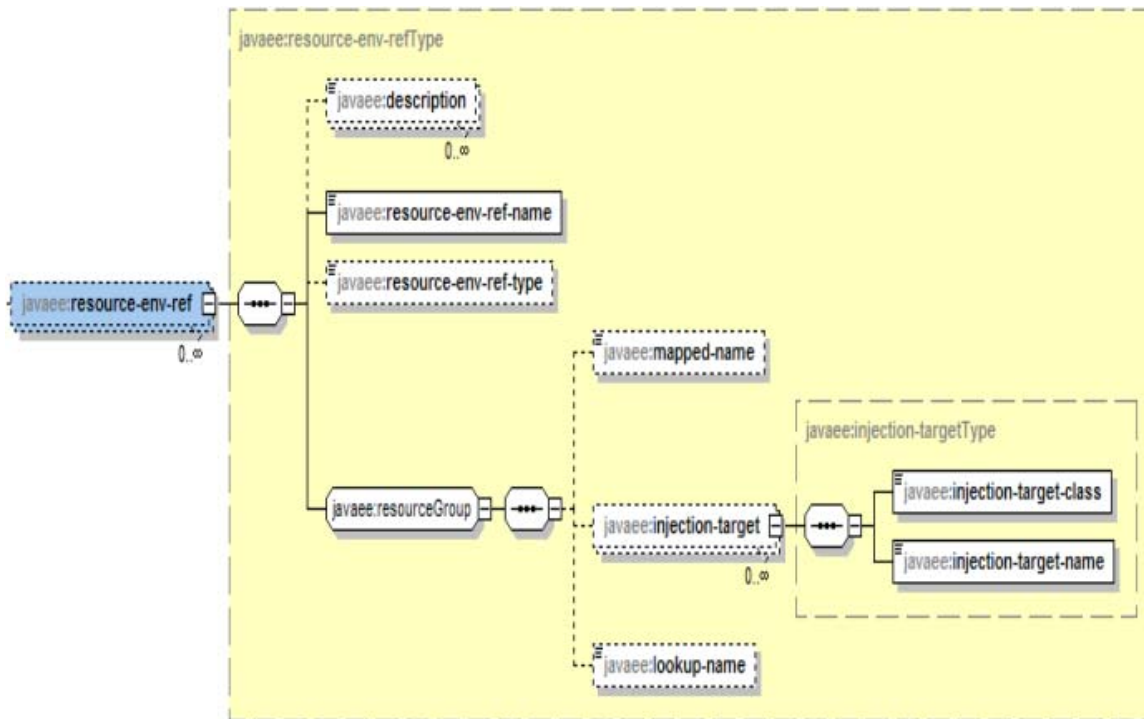 javaee:resource-env-refType
javaee:description
0..∞
javaee:resource-env-ref-name
javaee:resource-env-ref-type
javaee:resource-env-ref
0..∞
javaee:mapped-name
javaee:injection-targetType
javaee:injection-target-class
javaee:resourceGroup
javaee:injection-target
0..∞
javaee:injection-target-name
javaee:lookup-name